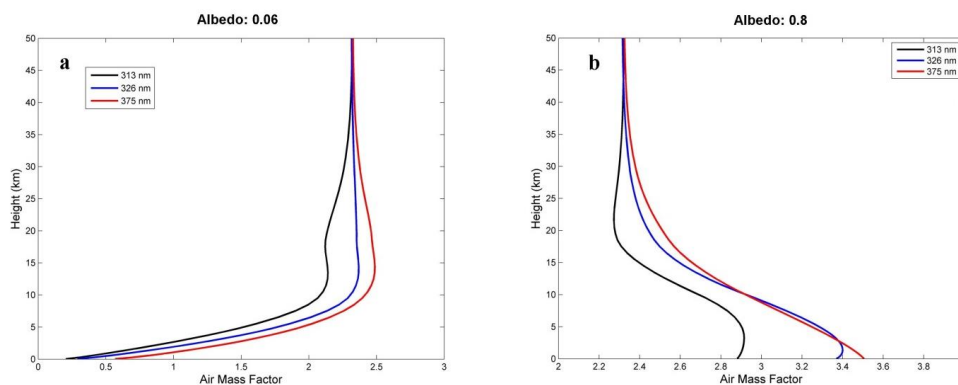 Albedo: 0.06
a
313 nm
326 nm
375 nm
50
45
40
35
30
25
20
15
10
5
0
Height (km)
0 0.5 1 1.5 2 2.5 3
Air Mass Factor
Albedo: 0.8
b
313 nm
326 nm
375 nm
50
45
40
35
30
25
20
15
10
5
0
Height (km)
2 2.2 2.4 2.6 2.8 3 3.2 3.4 3.6 3.8
Air Mass Factor